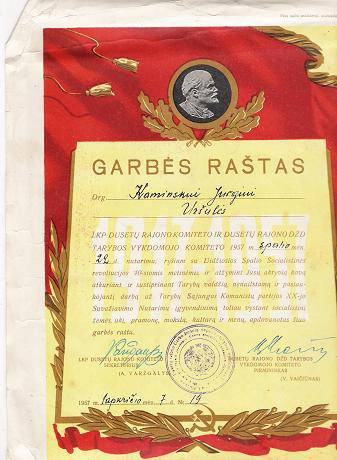 GARBĖS RAŠTAS
Drg. Kaminskui Jurgiui
LKP DUSETŲ RAJONO KOMITETO IR DUSETŲ RAJONO DŽD
TARYBOS VYKDOMOJO KOMITETO 1957 m. spalio mėn.
29 d. nutarimu, ryšium su Didžiosios Spalio Socialistinės
revoliucijos 40-siomis metinėmis ir atžymint Jūsų aktyvią kovą
atkuriant ir sustiprinant Tarybų valdžią, nenuilstamą ir pasiau-
kojantį darbą už Tarybų Sąjungos Komunistų partijos XX-jo
Suvažiavimo Nutarimų įgyvendinimą toliau vystant socialistinį
žemės ūkį, pramonę, mokslą, kultūrą ir meną, apdovanotas šiuo
garbės raštu.
LKP DUSETŲ RAJONO KOMITETO
SEKRETORIUS
(A. VARŽGALYS)
DUSETŲ RAJONO DŽD TARYBOS
VYKDOMOJO KOMITETO
PIRMININKAS
(V. VAIČIŪNAS)
1957 m. lapkričio mėn. 7 d. Nr. 19